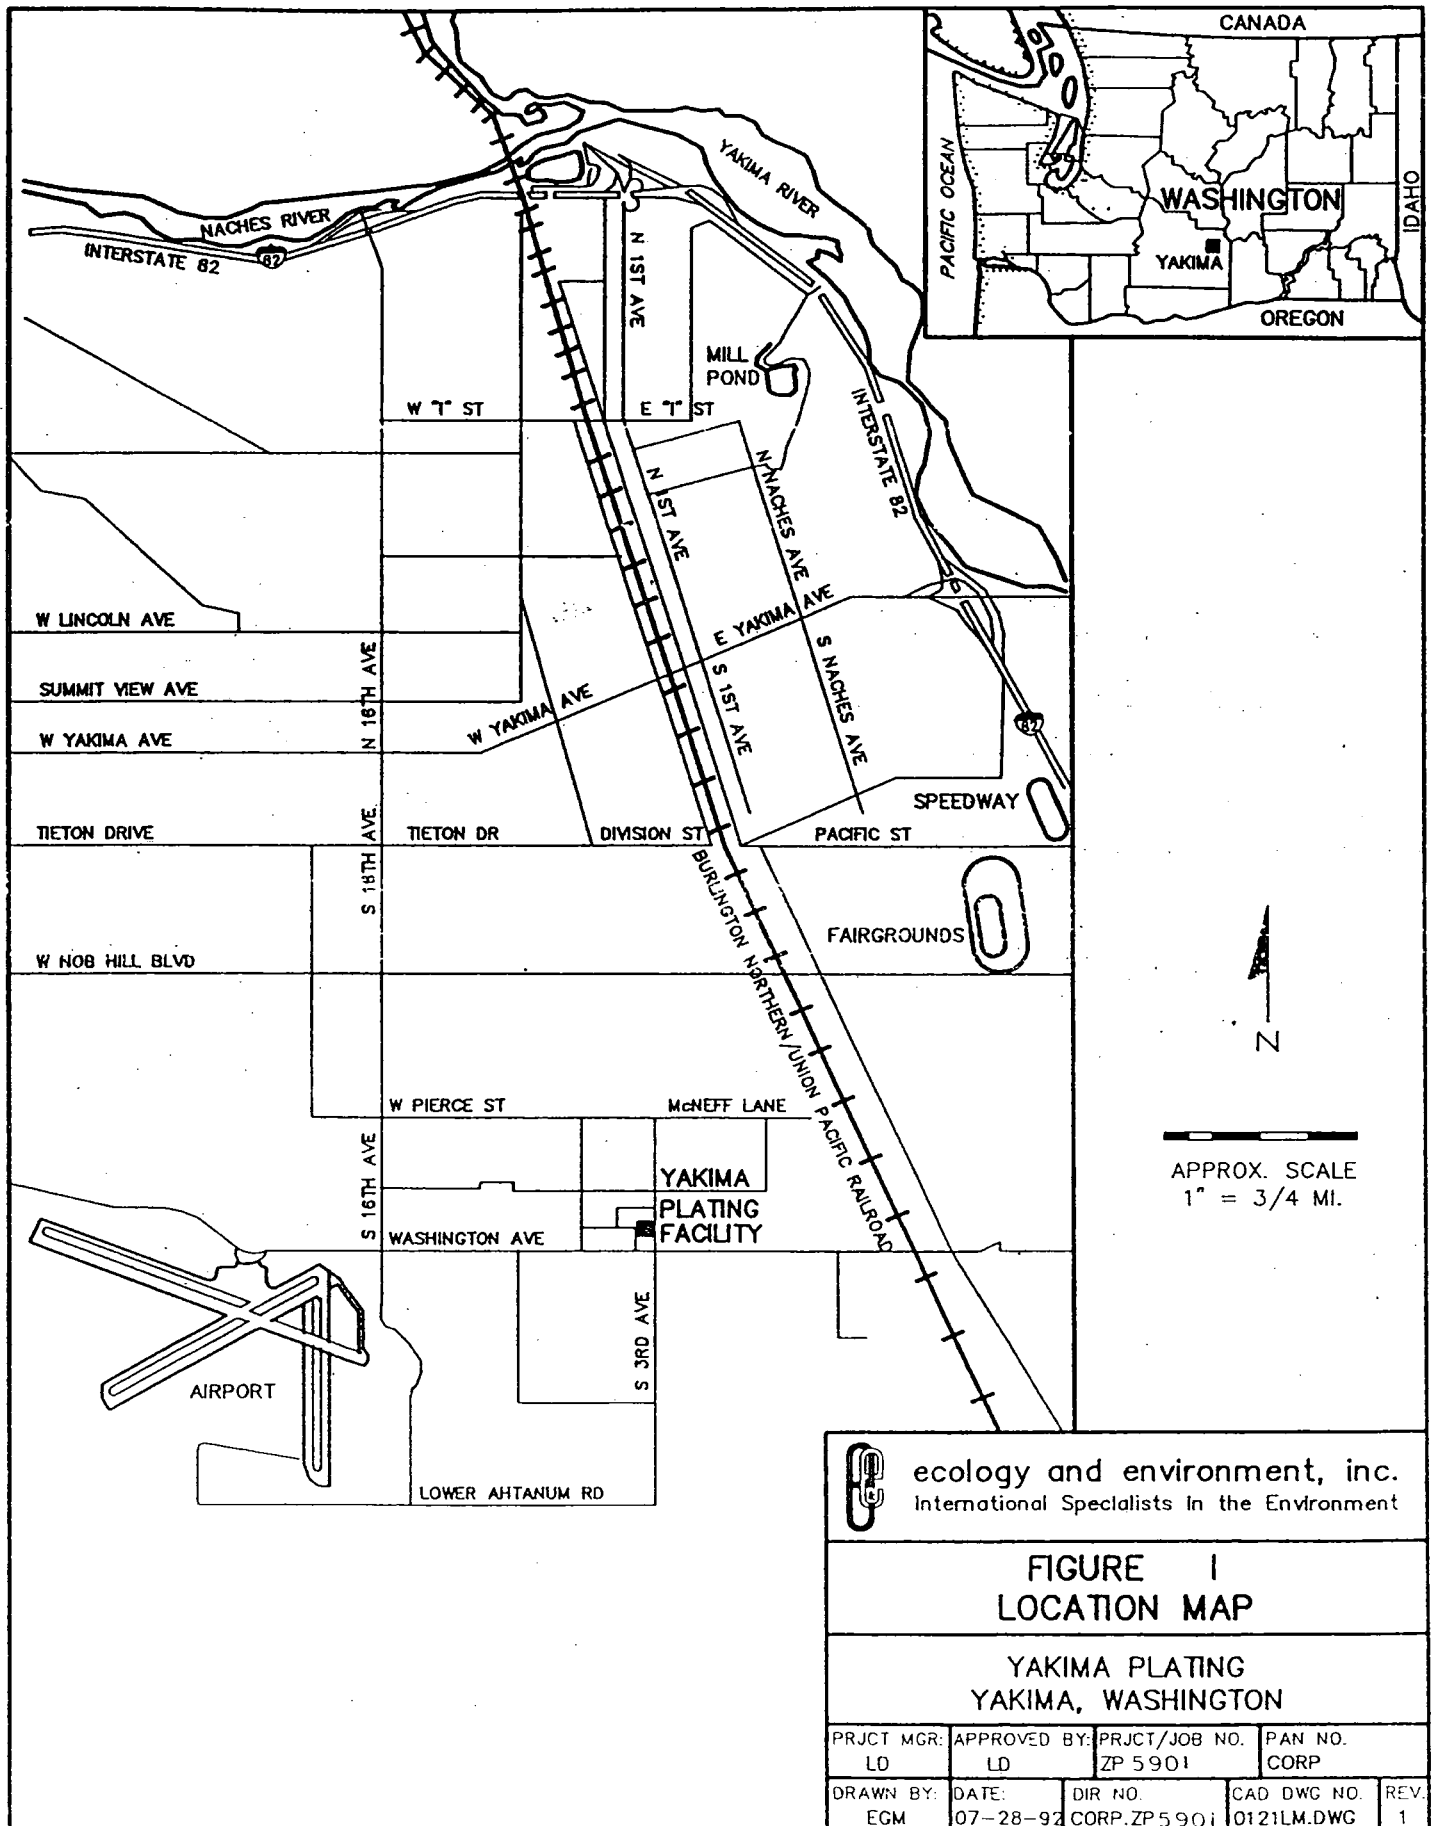 CANADA
PACIFIC OCEAN
WASHINGTON
IDAHO
YAKIMA
OREGON
YAKIMA RIVER
NACHES RIVER
INTERSTATE 82
82
N 1ST AVE
MILL
POND
W "I" ST
E "I" ST
INTERSTATE 82
N 1ST AVE
N NACHES AVE
W LINCOLN AVE
E YAKIMA AVE
N 16TH AVE
S 1ST AVE
S NACHES AVE
SUMMIT VIEW AVE
W YAKIMA AVE
W YAKIMA AVE
82
SPEEDWAY
TIETON DRIVE
S 16TH AVE
TIETON DR
DIVISION ST
PACIFIC ST
BURLINGTON NORTHERN/UNION PACIFIC RAILROAD
FAIRGROUNDS
W NOB HILL BLVD
N
W PIERCE ST
McNEFF LANE
S 16TH AVE
YAKIMA
PLATING
FACILITY
APPROX. SCALE
1" = 3/4 MI.
WASHINGTON AVE
S 3RD AVE
AIRPORT
LOWER AHTANUM RD
ecology and environment, inc.
International Specialists in the Environment
FIGURE 1
LOCATION MAP
YAKIMA PLATING
YAKIMA, WASHINGTON
PRJCT MGR: LD
APPROVED BY: LD
PRJCT/JOB NO. ZP 5901
PAN NO. CORP
DRAWN BY: EGM
DATE: 07-28-92
DIR NO. CORP.ZP5901
CAD DWG NO. 0121LM.DWG
REV. 1